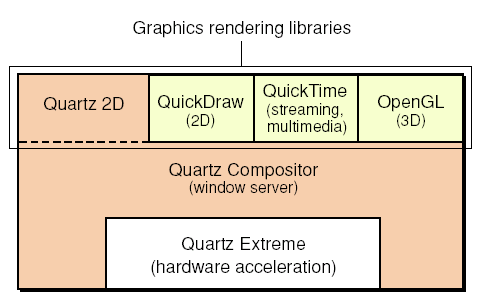 Graphics rendering libraries
Quartz 2D
QuickDraw
(2D)
QuickTime
(streaming,
multimedia)
OpenGL
(3D)
Quartz Compositor
(window server)
Quartz Extreme
(hardware acceleration)